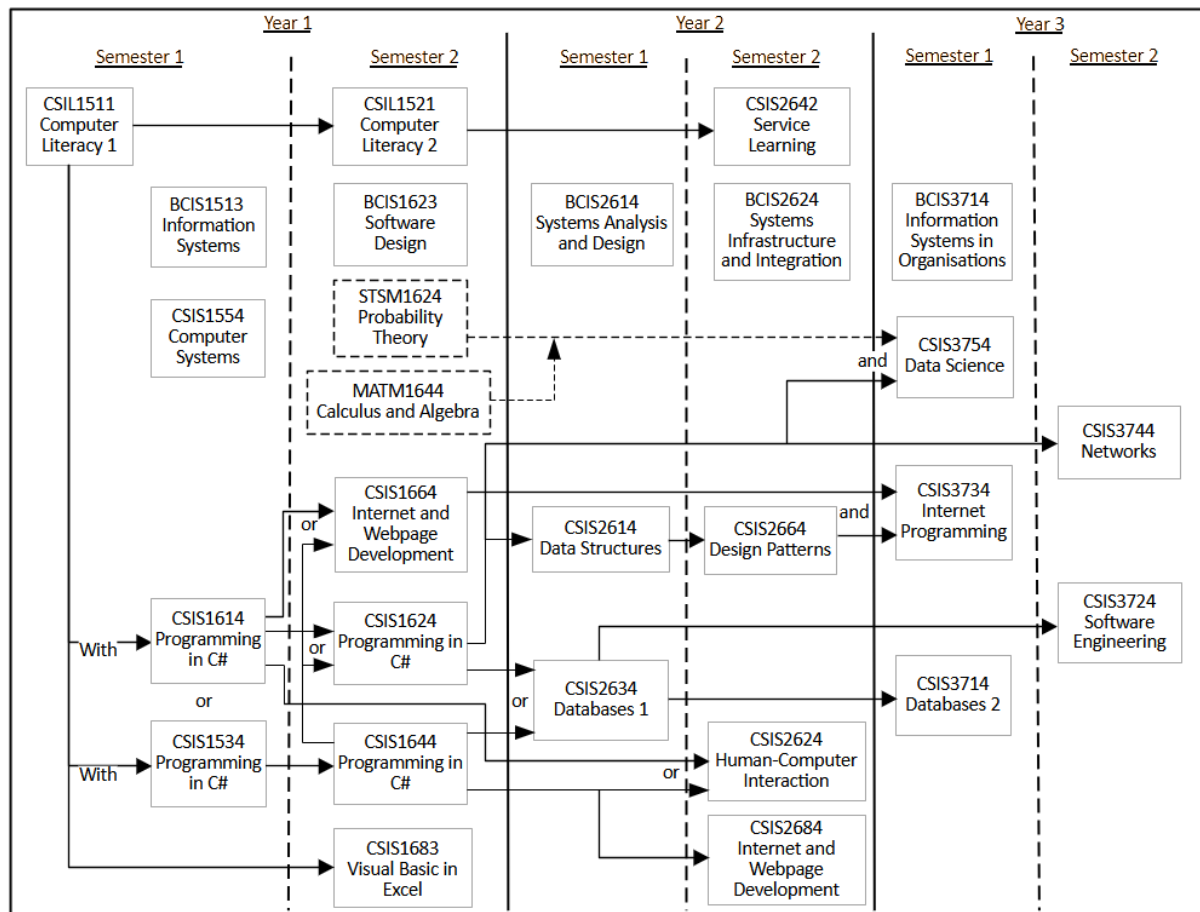 Year 1
Year 2
Year 3
Semester 1
Semester 2
Semester 1
Semester 2
Semester 1
Semester 2
CSIL1511
Computer
Literacy 1
CSIL1521
Computer
Literacy 2
CSIS2642
Service
Learning
BCIS1513
Information
Systems
BCIS1623
Software
Design
BCIS2614
Systems Analysis
and Design
BCIS2624
Systems
Infrastructure
and Integration
BCIS3714
Information
Systems in
Organisations
CSIS1554
Computer
Systems
STSM1624
Probability
Theory
and
CSIS3754
Data Science
MATM1644
Calculus and Algebra
CSIS3744
Networks
or
CSIS1664
Internet and
Webpage
Development
CSIS2614
Data Structures
CSIS2664
Design Patterns
and
CSIS3734
Internet
Programming
With
CSIS1614
Programming
in C#
or
CSIS1624
Programming
in C#
CSIS3724
Software
Engineering
or
or
CSIS2634
Databases 1
CSIS3714
Databases 2
With
CSIS1534
Programming
in C#
CSIS1644
Programming
in C#
or
CSIS2624
Human-Computer
Interaction
CSIS1683
Visual Basic in
Excel
CSIS2684
Internet and
Webpage
Development